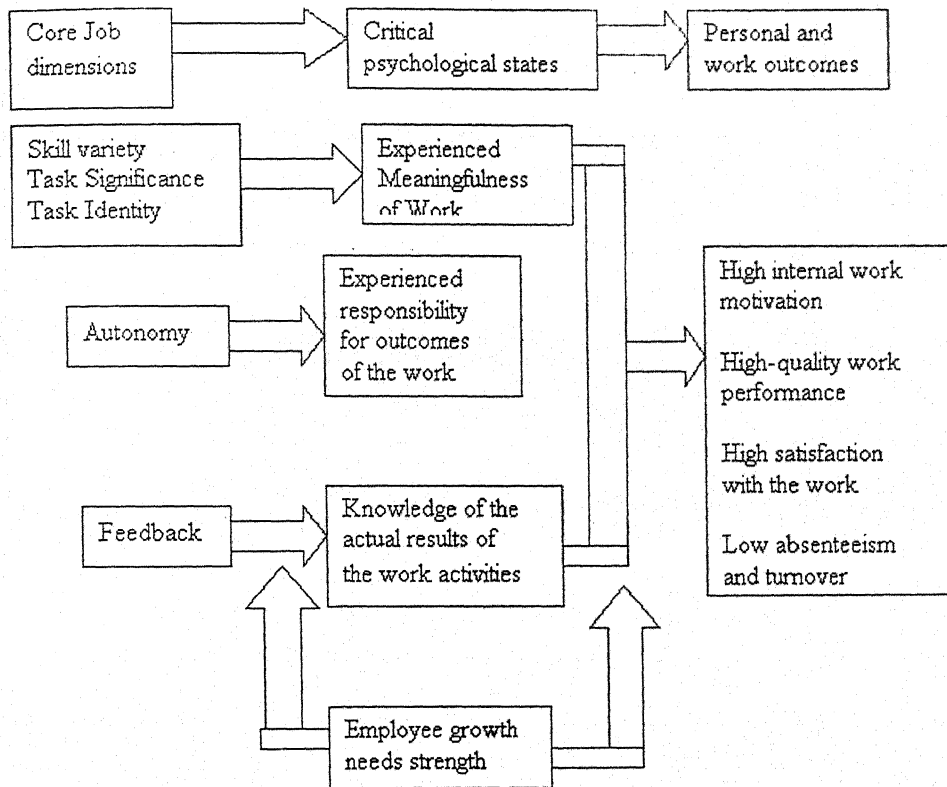 Core Job
dimensions
Critical
psychological states
Personal and
work outcomes
Skill variety
Task Significance
Task Identity
Experienced
Meaningfulness
of Work
Autonomy
Experienced
responsibility
for outcomes
of the work
High internal work
motivation
High-quality work
performance
High satisfaction
with the work
Low absenteeism
and turnover
Feedback
Knowledge of the
actual results of
the work activities
Employee growth
needs strength